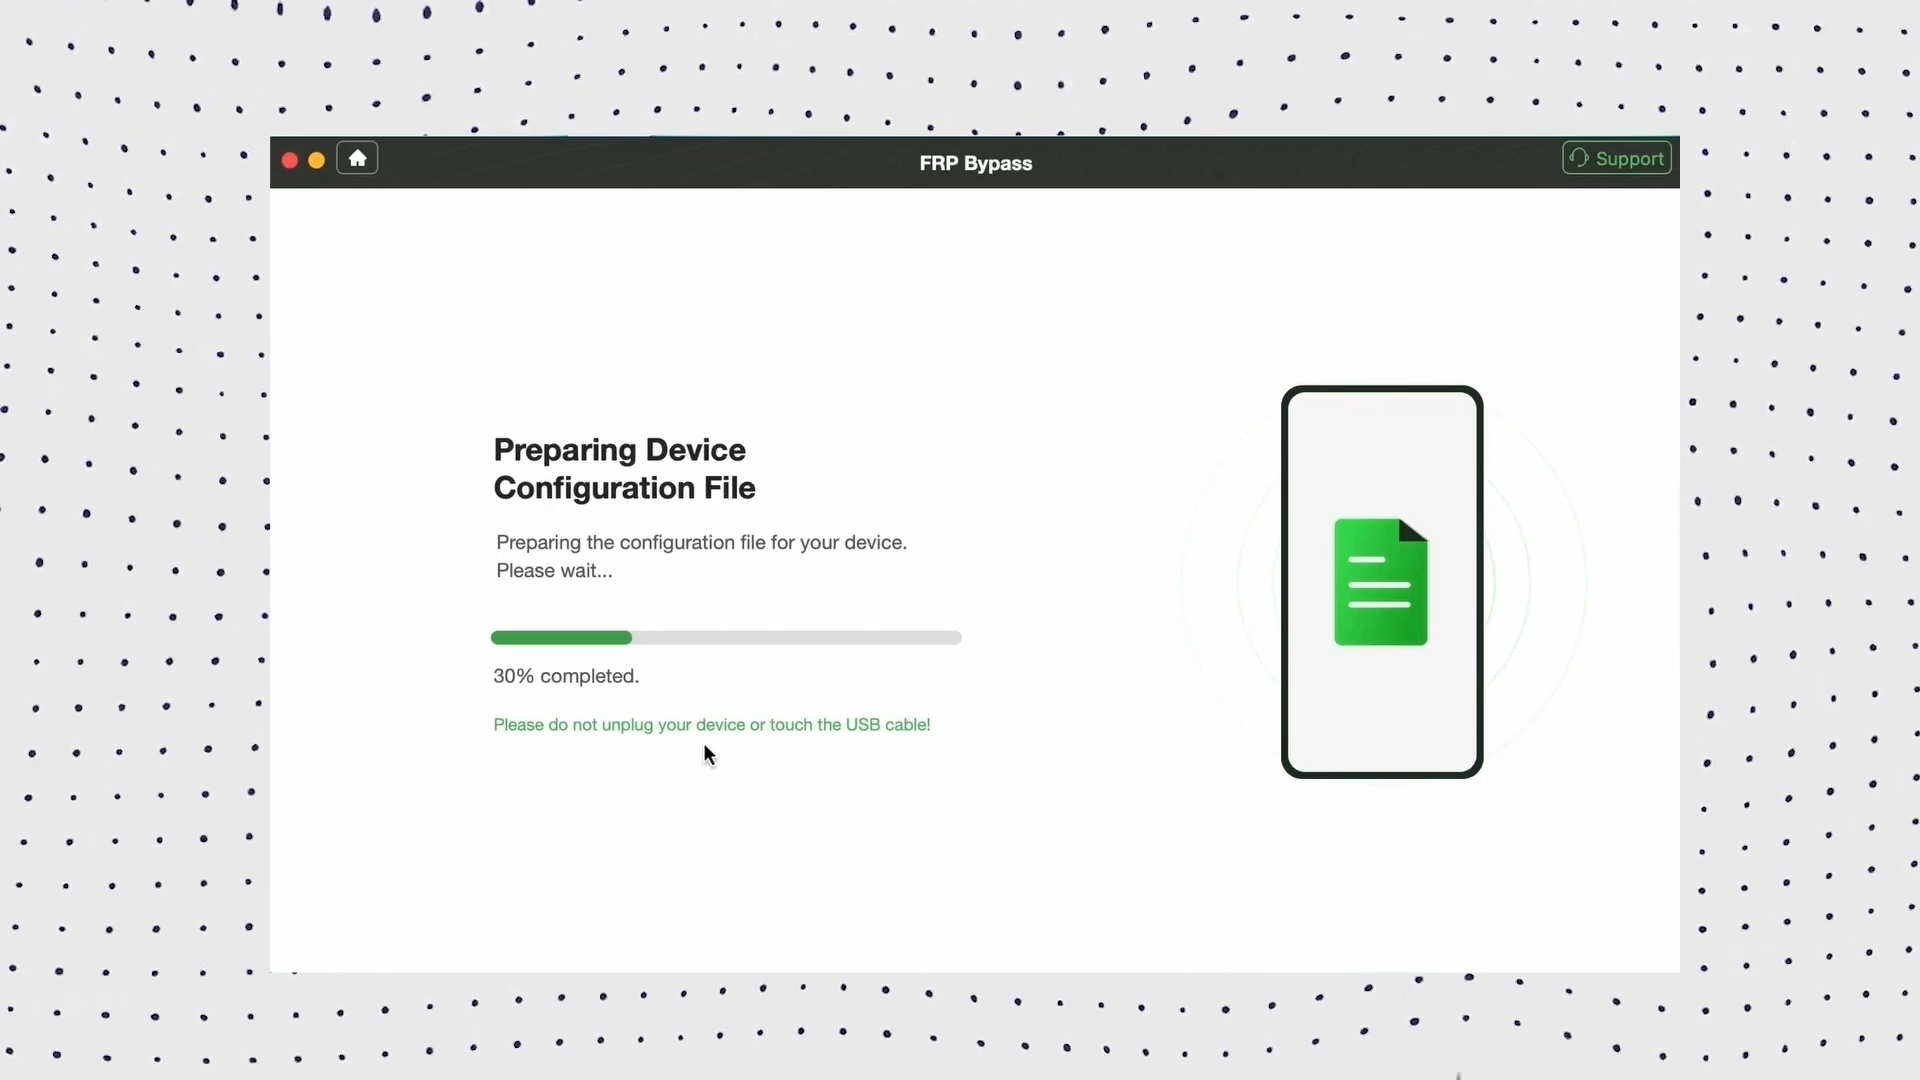 FRP Bypass
Support
Preparing Device
Configuration File
Preparing the configuration file for your device.
Please wait...
30% completed.
Please do not unplug your device or touch the USB cable!